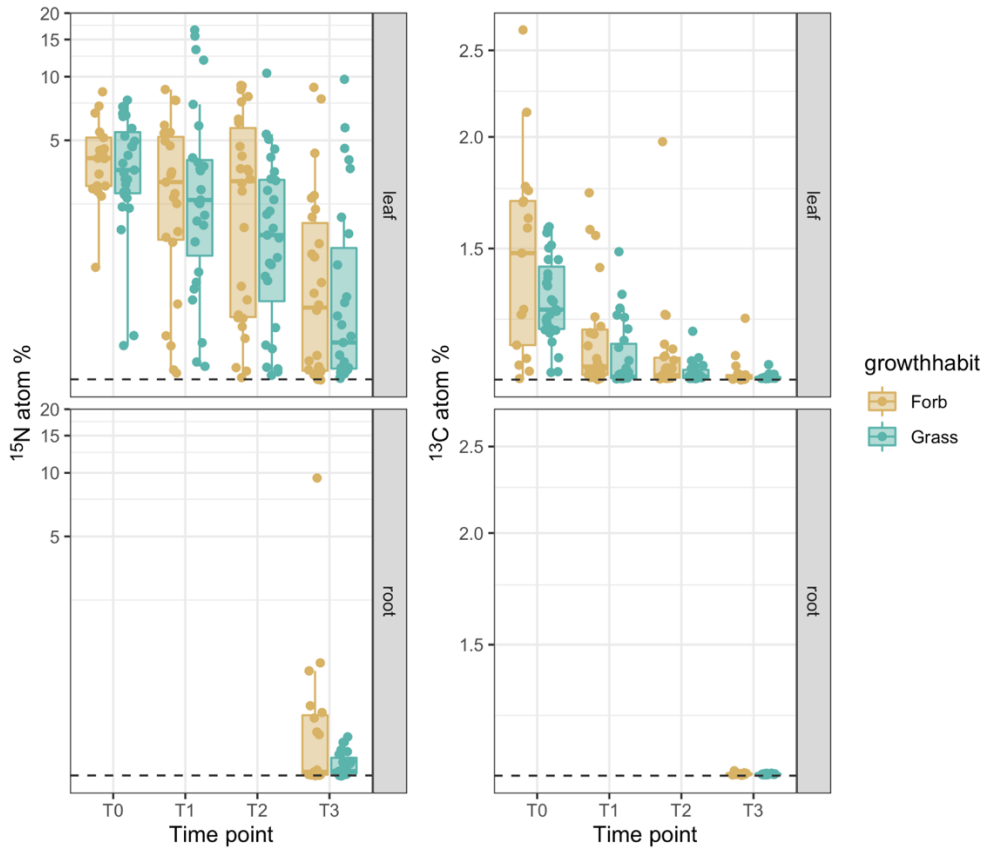 20
15
10
5
leaf
20
15
10
5
root
15N atom %
T0 T1 T2 T3
Time point
2.5
2.0
1.5
leaf
2.5
2.0
1.5
root
13C atom %
T0 T1 T2 T3
Time point
growthhabit
Forb
Grass